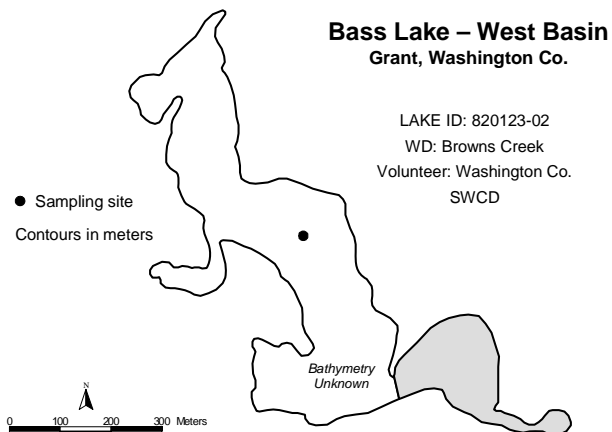 Bass Lake – West Basin
Grant, Washington Co.
LAKE ID: 820123-02
WD: Browns Creek
Volunteer: Washington Co.
SWCD
Sampling site
Contours in meters
Bathymetry
Unknown
N
0 100 200 300 Meters